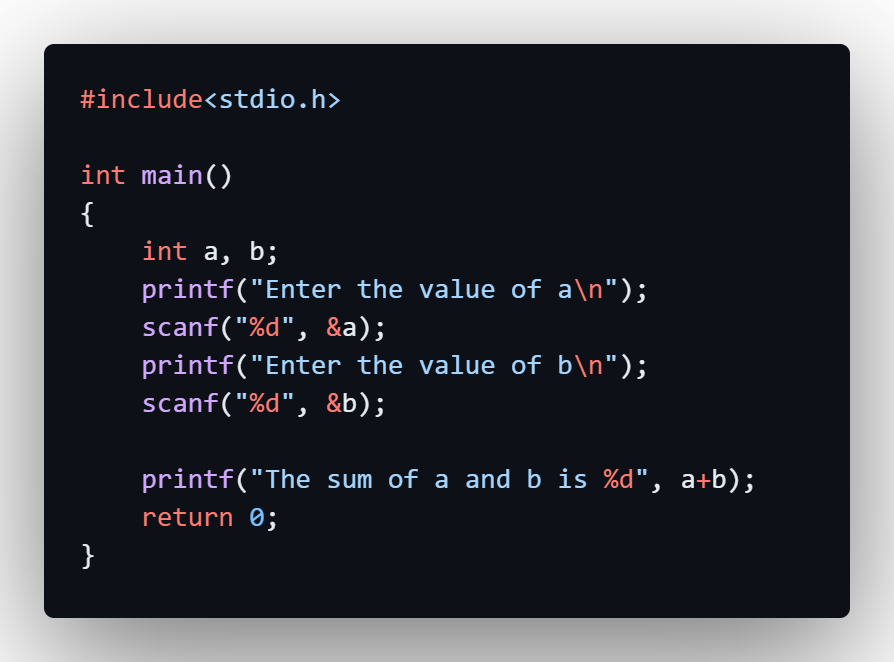 #include<stdio.h>
int main()
{
    int a, b;
    printf("Enter the value of a\n");
    scanf("%d", &a);
    printf("Enter the value of b\n");
    scanf("%d", &b);
    printf("The sum of a and b is %d", a+b);
    return 0;
}